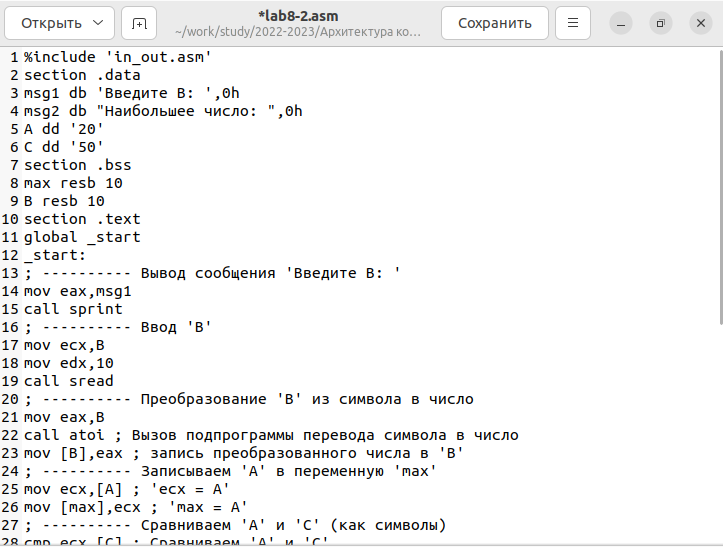 Открыть
*lab8-2.asm
~/work/study/2022-2023/Архитектура ко...
Сохранить
1 %include 'in_out.asm'
2 section .data
3 msg1 db 'Введите B: ',0h
4 msg2 db "Наибольшее число: ",0h
5 A dd '20'
6 C dd '50'
7 section .bss
8 max resb 10
9 B resb 10
10 section .text
11 global _start
12 _start:
13 ; ---------- Вывод сообщения 'Введите B: '
14 mov eax,msg1
15 call sprint
16 ; ---------- Ввод 'B'
17 mov ecx,B
18 mov edx,10
19 call sread
20 ; ---------- Преобразование 'B' из символа в число
21 mov eax,B
22 call atoi ; Вызов подпрограммы перевода символа в число
23 mov [B],eax ; запись преобразованного числа в 'B'
24 ; ---------- Записываем 'A' в переменную 'max'
25 mov ecx,[A] ; 'ecx = A'
26 mov [max],ecx ; 'max = A'
27 ; ---------- Сравниваем 'A' и 'С' (как символы)
28 cmp ecx,[C] ; Сравниваем 'A' и 'С'